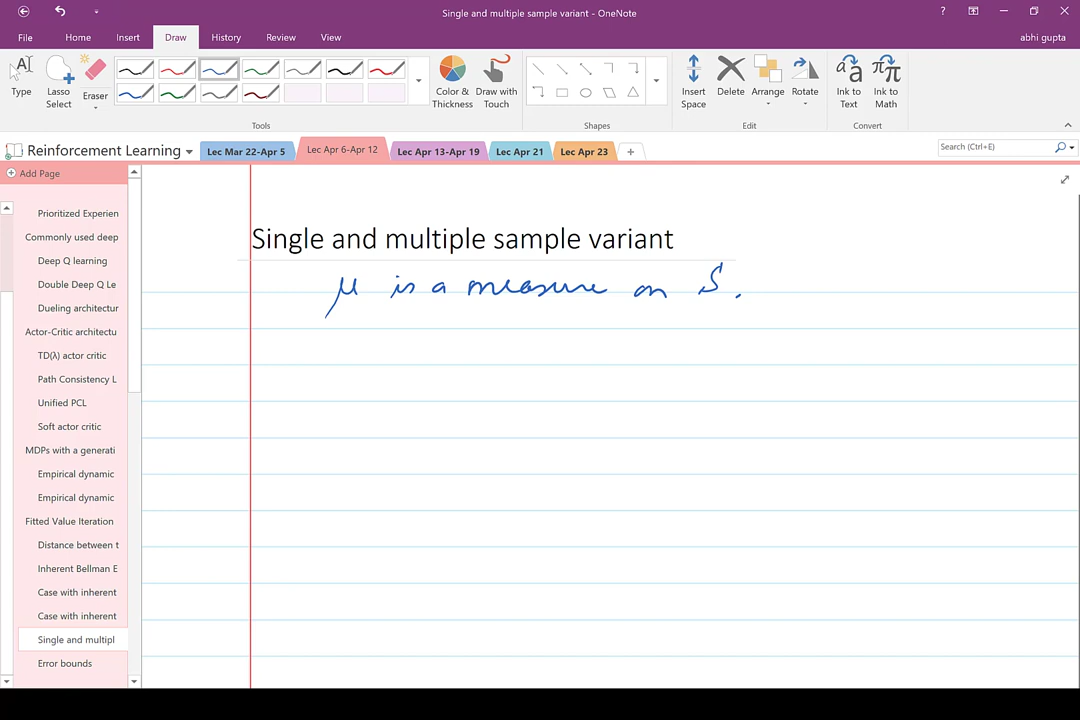 Single and multiple sample variant - OneNote
?
File
Home
Insert
Draw
History
Review
View
abhi gupta
Type
Lasso Select
Eraser
Color & Thickness
Draw with Touch
Insert Space
Delete
Arrange
Rotate
Ink to Text
Ink to Math
Tools
Shapes
Edit
Convert
Reinforcement Learning
Lec Mar 22-Apr 5
Lec Apr 6-Apr 12
Lec Apr 13-Apr 19
Lec Apr 21
Lec Apr 23
Search (Ctrl+E)
Add Page
Prioritized Experien
Commonly used deep
Deep Q learning
Double Deep Q Le
Dueling architectur
Actor-Critic architectu
TD(λ) actor critic
Path Consistency L
Unified PCL
Soft actor critic
MDPs with a generati
Empirical dynamic
Empirical dynamic
Fitted Value Iteration
Distance between t
Inherent Bellman E
Case with inherent
Case with inherent
Single and multipl
Error bounds
Single and multiple sample variant
μ is a measure on S.